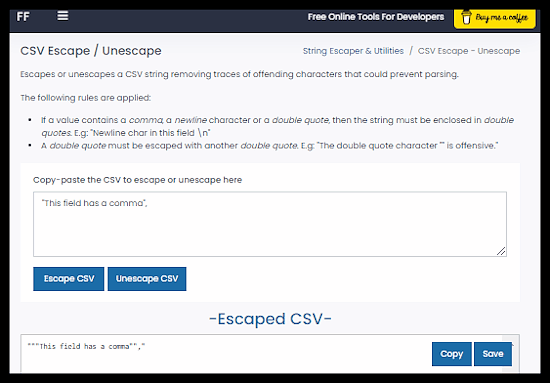 FF
Free Online Tools For Developers
Buy me a coffee
CSV Escape / Unescape
String Escaper & Utilities / CSV Escape - Unescape
Escapes or unescapes a CSV string removing traces of offending characters that could prevent parsing.
The following rules are applied:
If a value contains a comma, a newline character or a double quote, then the string must be enclosed in double
quotes. E.g: "Newline char in this field \n"
A double quote must be escaped with another double quote. E.g: "The double quote character "" is offensive."
Copy-paste the CSV to escape or unescape here
"This field has a comma",
Escape CSV
Unescape CSV
-Escaped CSV-
"""This field has a comma"","
Copy
Save